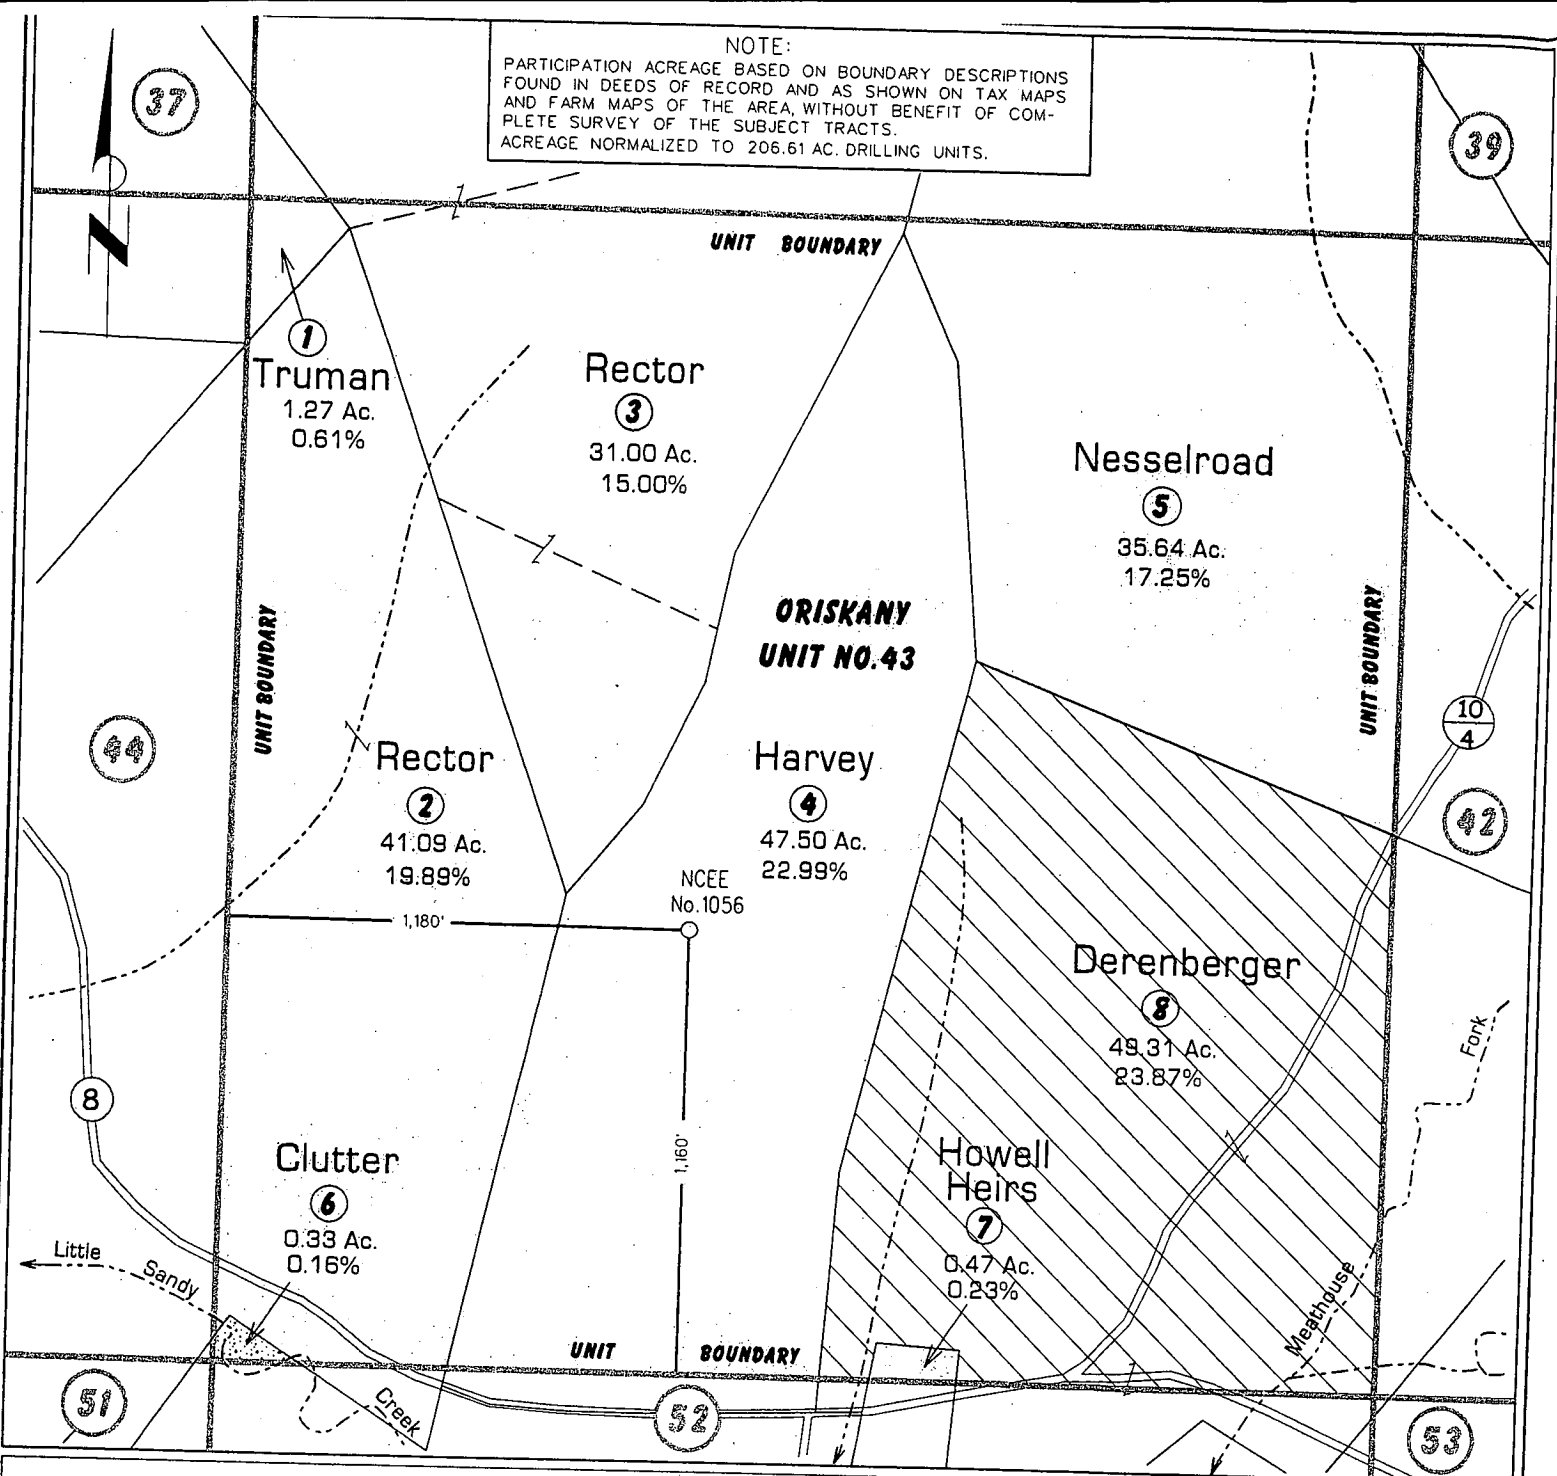 NOTE:
PARTICIPATION ACREAGE BASED ON BOUNDARY DESCRIPTIONS
FOUND IN DEEDS OF RECORD AND AS SHOWN ON TAX MAPS
AND FARM MAPS OF THE AREA, WITHOUT BENEFIT OF COM-
PLETE SURVEY OF THE SUBJECT TRACTS.
ACREAGE NORMALIZED TO 206.61 AC. DRILLING UNITS.
37
39
N
UNIT BOUNDARY
1
Truman
1.27 Ac.
0.61%
Rector
3
31.00 Ac.
15.00%
Nesselroad
5
35.64 Ac.
17.25%
ORISKANY
UNIT NO.43
UNIT BOUNDARY
UNIT BOUNDARY
10
4
44
42
Rector
2
41.09 Ac.
19.89%
Harvey
4
47.50 Ac.
22.99%
NCEE
No.1056
1,180'
1,160'
Derenberger
8
49.31 Ac.
23.87%
Fork
8
Clutter
6
0.33 Ac.
0.16%
Howell
Heirs
7
0.47 Ac.
0.23%
Little
Sandy
Creek
Meathouse
UNIT BOUNDARY
51
52
53